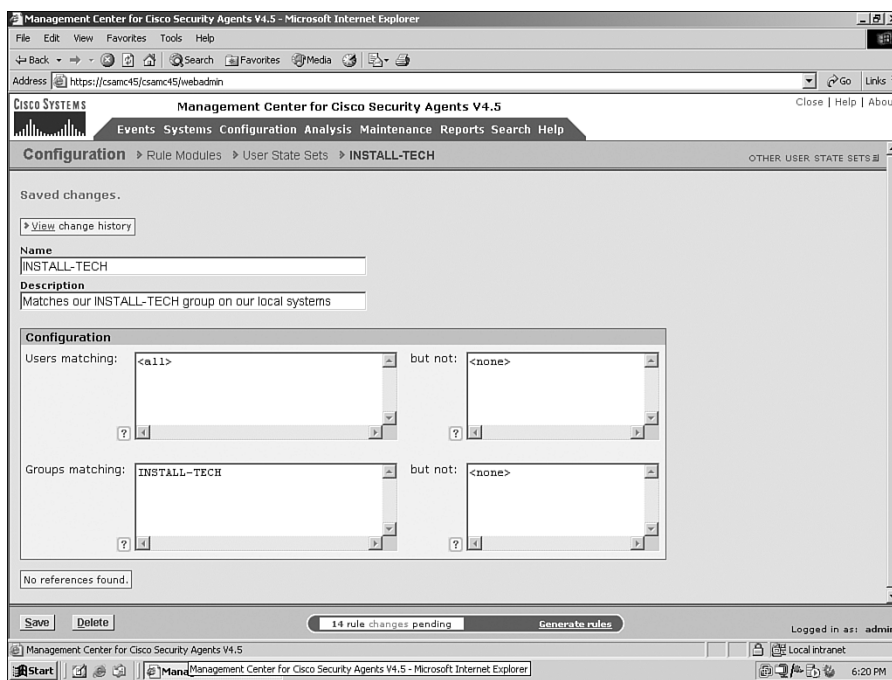 Management Center for Cisco Security Agents V4.5 - Microsoft Internet Explorer
File Edit View Favorites Tools Help
Back Search Favorites Media
Address https://csamc45/csamc45/webadmin Go Links
CISCO SYSTEMS
Management Center for Cisco Security Agents V4.5
Close | Help | Abou
Events Systems Configuration Analysis Maintenance Reports Search Help
Configuration Rule Modules User State Sets INSTALL-TECH
OTHER USER STATE SETS
Saved changes.
View change history
Name
INSTALL-TECH
Description
Matches our INSTALL-TECH group on our local systems
Configuration
Users matching: <all> but not: <none>
?
?
Groups matching: INSTALL-TECH but not: <none>
?
?
No references found.
Save Delete 14 rule changes pending Generate rules
Logged in as: admi
Management Center for Cisco Security Agents V4.5 Local intranet
Start Mana Management Center for Cisco Security Agents V4.5 - Microsoft Internet Explorer 6:20 PM